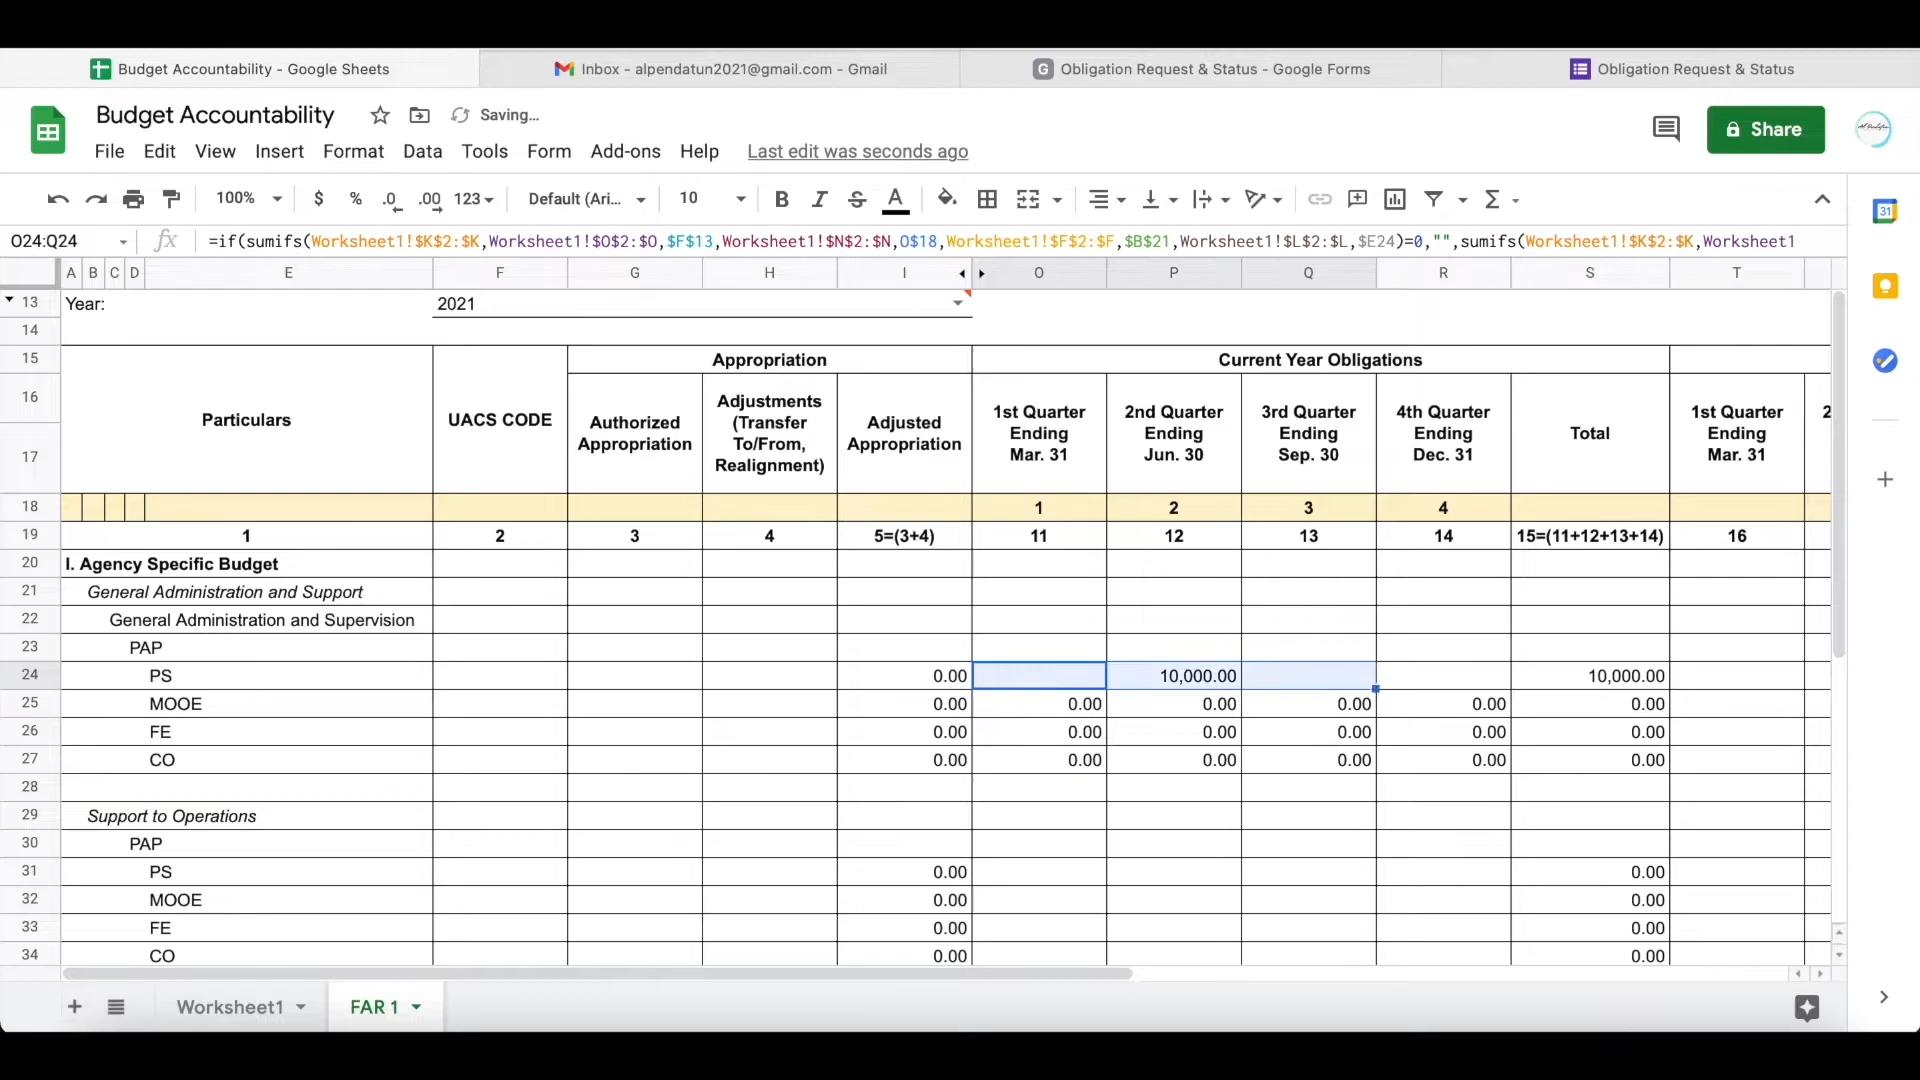 Budget Accountability - Google Sheets
Inbox - alpendatun2021@gmail.com - Gmail
G Obligation Request & Status - Google Forms
Obligation Request & Status
Budget Accountability Saving...
Share
File Edit View Insert Format Data Tools Form Add-ons Help Last edit was seconds ago
100% $ % .0 .00 123 Default (Ari... 10 B I S A Σ
31
O24:Q24 fx =if(sumifs(Worksheet1!$K$2:$K,Worksheet1!$O$2:$O,$F$13,Worksheet1!$N$2:$N,O$18,Worksheet1!$F$2:$F,$B$21,Worksheet1!$L$2:$L,$E24)=0,"",sumifs(Worksheet1!$K$2:$K,Worksheet1
A B C D E F G H I O P Q R S T
13 Year: 2021
14
15 Appropriation Current Year Obligations
16
17
Particulars
UACS CODE
Authorized
Appropriation
Adjustments
(Transfer
To/From,
Realignment)
Adjusted
Appropriation
1st Quarter
Ending
Mar. 31
2nd Quarter
Ending
Jun. 30
3rd Quarter
Ending
Sep. 30
4th Quarter
Ending
Dec. 31
Total
1st Quarter
Ending
Mar. 31
2
18 1 2 3 4
19 1 2 3 4 5=(3+4) 11 12 13 14 15=(11+12+13+14) 16
20 I. Agency Specific Budget
21 General Administration and Support
22 General Administration and Supervision
23 PAP
24 PS 0.00 10,000.00 10,000.00
25 MOOE 0.00 0.00 0.00 0.00 0.00 0.00
26 FE 0.00 0.00 0.00 0.00 0.00 0.00
27 CO 0.00 0.00 0.00 0.00 0.00 0.00
28
29 Support to Operations
30 PAP
31 PS 0.00 0.00
32 MOOE 0.00 0.00
33 FE 0.00 0.00
34 CO 0.00 0.00
Worksheet1 FAR 1